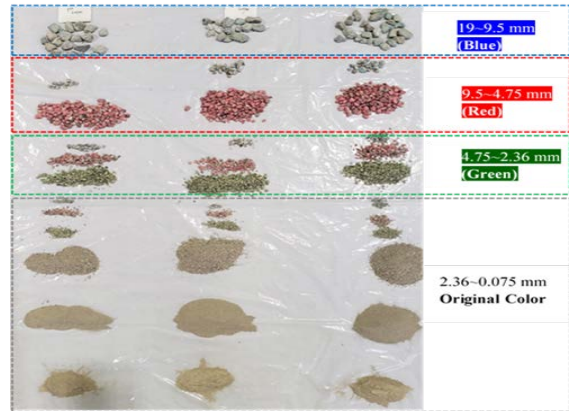 19~9.5 mm
(Blue)
9.5~4.75 mm
(Red)
4.75~2.36 mm
(Green)
2.36~0.075 mm
Original Color